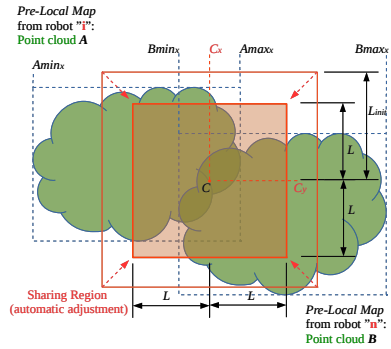 Pre-Local Map
from robot "i":
Point cloud A
Aminx
Bminx
Cx
Amaxx
Bmaxx
Linit
L
C
Cy
L
Sharing Region
(automatic adjustment)
L
L
Pre-Local Map
from robot "n":
Point cloud B